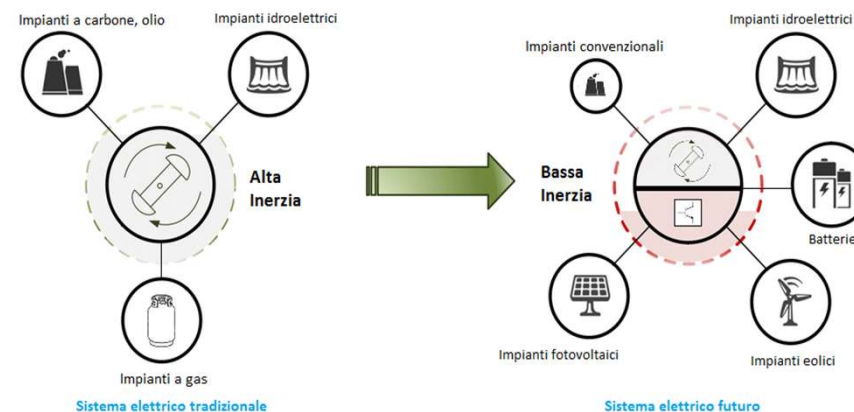 Impianti a carbone, olio
Impianti idroelettrici
Alta
Inerzia
Impianti a gas
Sistema elettrico tradizionale
Impianti idroelettrici
Impianti convenzionali
Bassa
Inerzia
Batterie
Impianti fotovoltaici
Impianti eolici
Sistema elettrico futuro